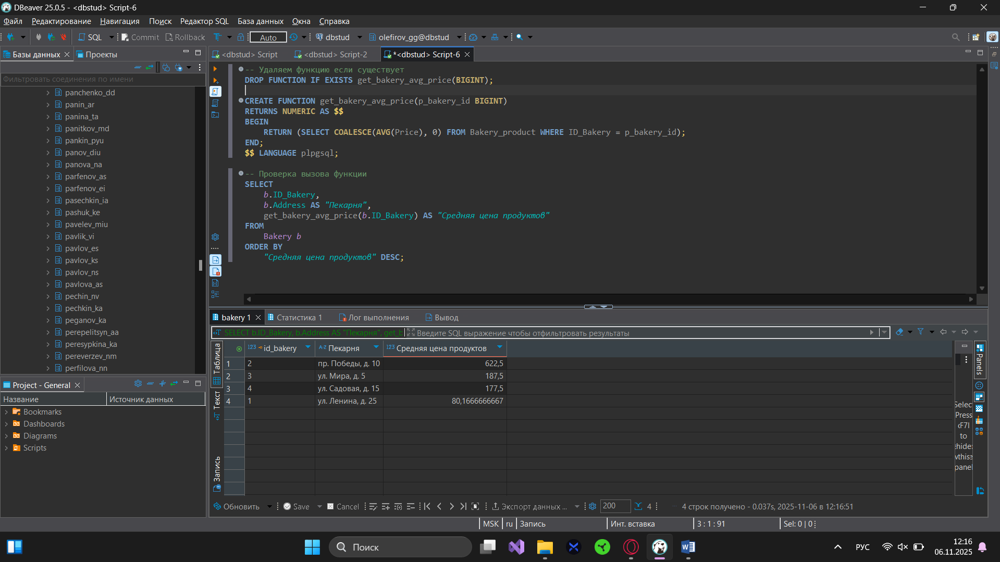 DBeaver 25.0.5 - <dbstud> Script-6
Файл Редактирование Навигация Поиск Редактор SQL База данных Окна Справка
SQL Commit Rollback Auto dbstud olefirov_gg@dbstud
Базы данных Проекты
Фильтровать соединения по имени
panchenko_dd
panin_ar
panina_ta
panitkov_md
pankin_pyu
panov_diu
panova_na
parfenov_as
parfenov_ei
pasechkin_ia
pashuk_ke
pavelev_miu
pavlik_vi
pavlov_es
pavlov_ks
pavlov_ns
pavlova_as
pechin_nv
pechkin_ka
peganov_ka
perepelitsyn_aa
peresypkina_ka
pereverzev_nm
perfilova_nn
Project - General
Название Источник данных
Bookmarks
Dashboards
Diagrams
Scripts
<dbstud> Script <dbstud> Script-2 *<dbstud> Script-6
-- Удаляем функцию если существует
DROP FUNCTION IF EXISTS get_bakery_avg_price(BIGINT);
CREATE FUNCTION get_bakery_avg_price(p_bakery_id BIGINT)
RETURNS NUMERIC AS $$
BEGIN
RETURN (SELECT COALESCE(AVG(Price), 0) FROM Bakery_product WHERE ID_Bakery = p_bakery_id);
END;
$$ LANGUAGE plpgsql;
-- Проверка вызова функции
SELECT
b.ID_Bakery,
b.Address AS "Пекарня",
get_bakery_avg_price(b.ID_Bakery) AS "Средняя цена продуктов"
FROM
Bakery b
ORDER BY
"Средняя цена продуктов" DESC;
bakery 1 Статистика 1 Лог выполнения Вывод
SELECT b.ID_Bakery, b.Address AS "Пекарня", get_b Введите SQL выражение чтобы отфильтровать результаты
Таблица
Текст
Запись
123 id_bakery A-Z Пекарня 123 Средняя цена продуктов
1 2 пр. Победы, д. 10 622,5
2 3 ул. Мира, д. 5 187,5
3 4 ул. Садовая, д. 15 177,5
4 1 ул. Ленина, д. 25 80,1666666667
Panels
Selec
Press
F7I
to
hide
this
panel
Обновить Save Cancel Экспорт данных ... 200 4 4 строк получено - 0.037s, 2025-11-06 в 12:16:51
MSK ru Запись Инт. вставка 3 : 1 : 91 Sel: 0 | 0
Поиск
РУС
12:16
06.11.2025